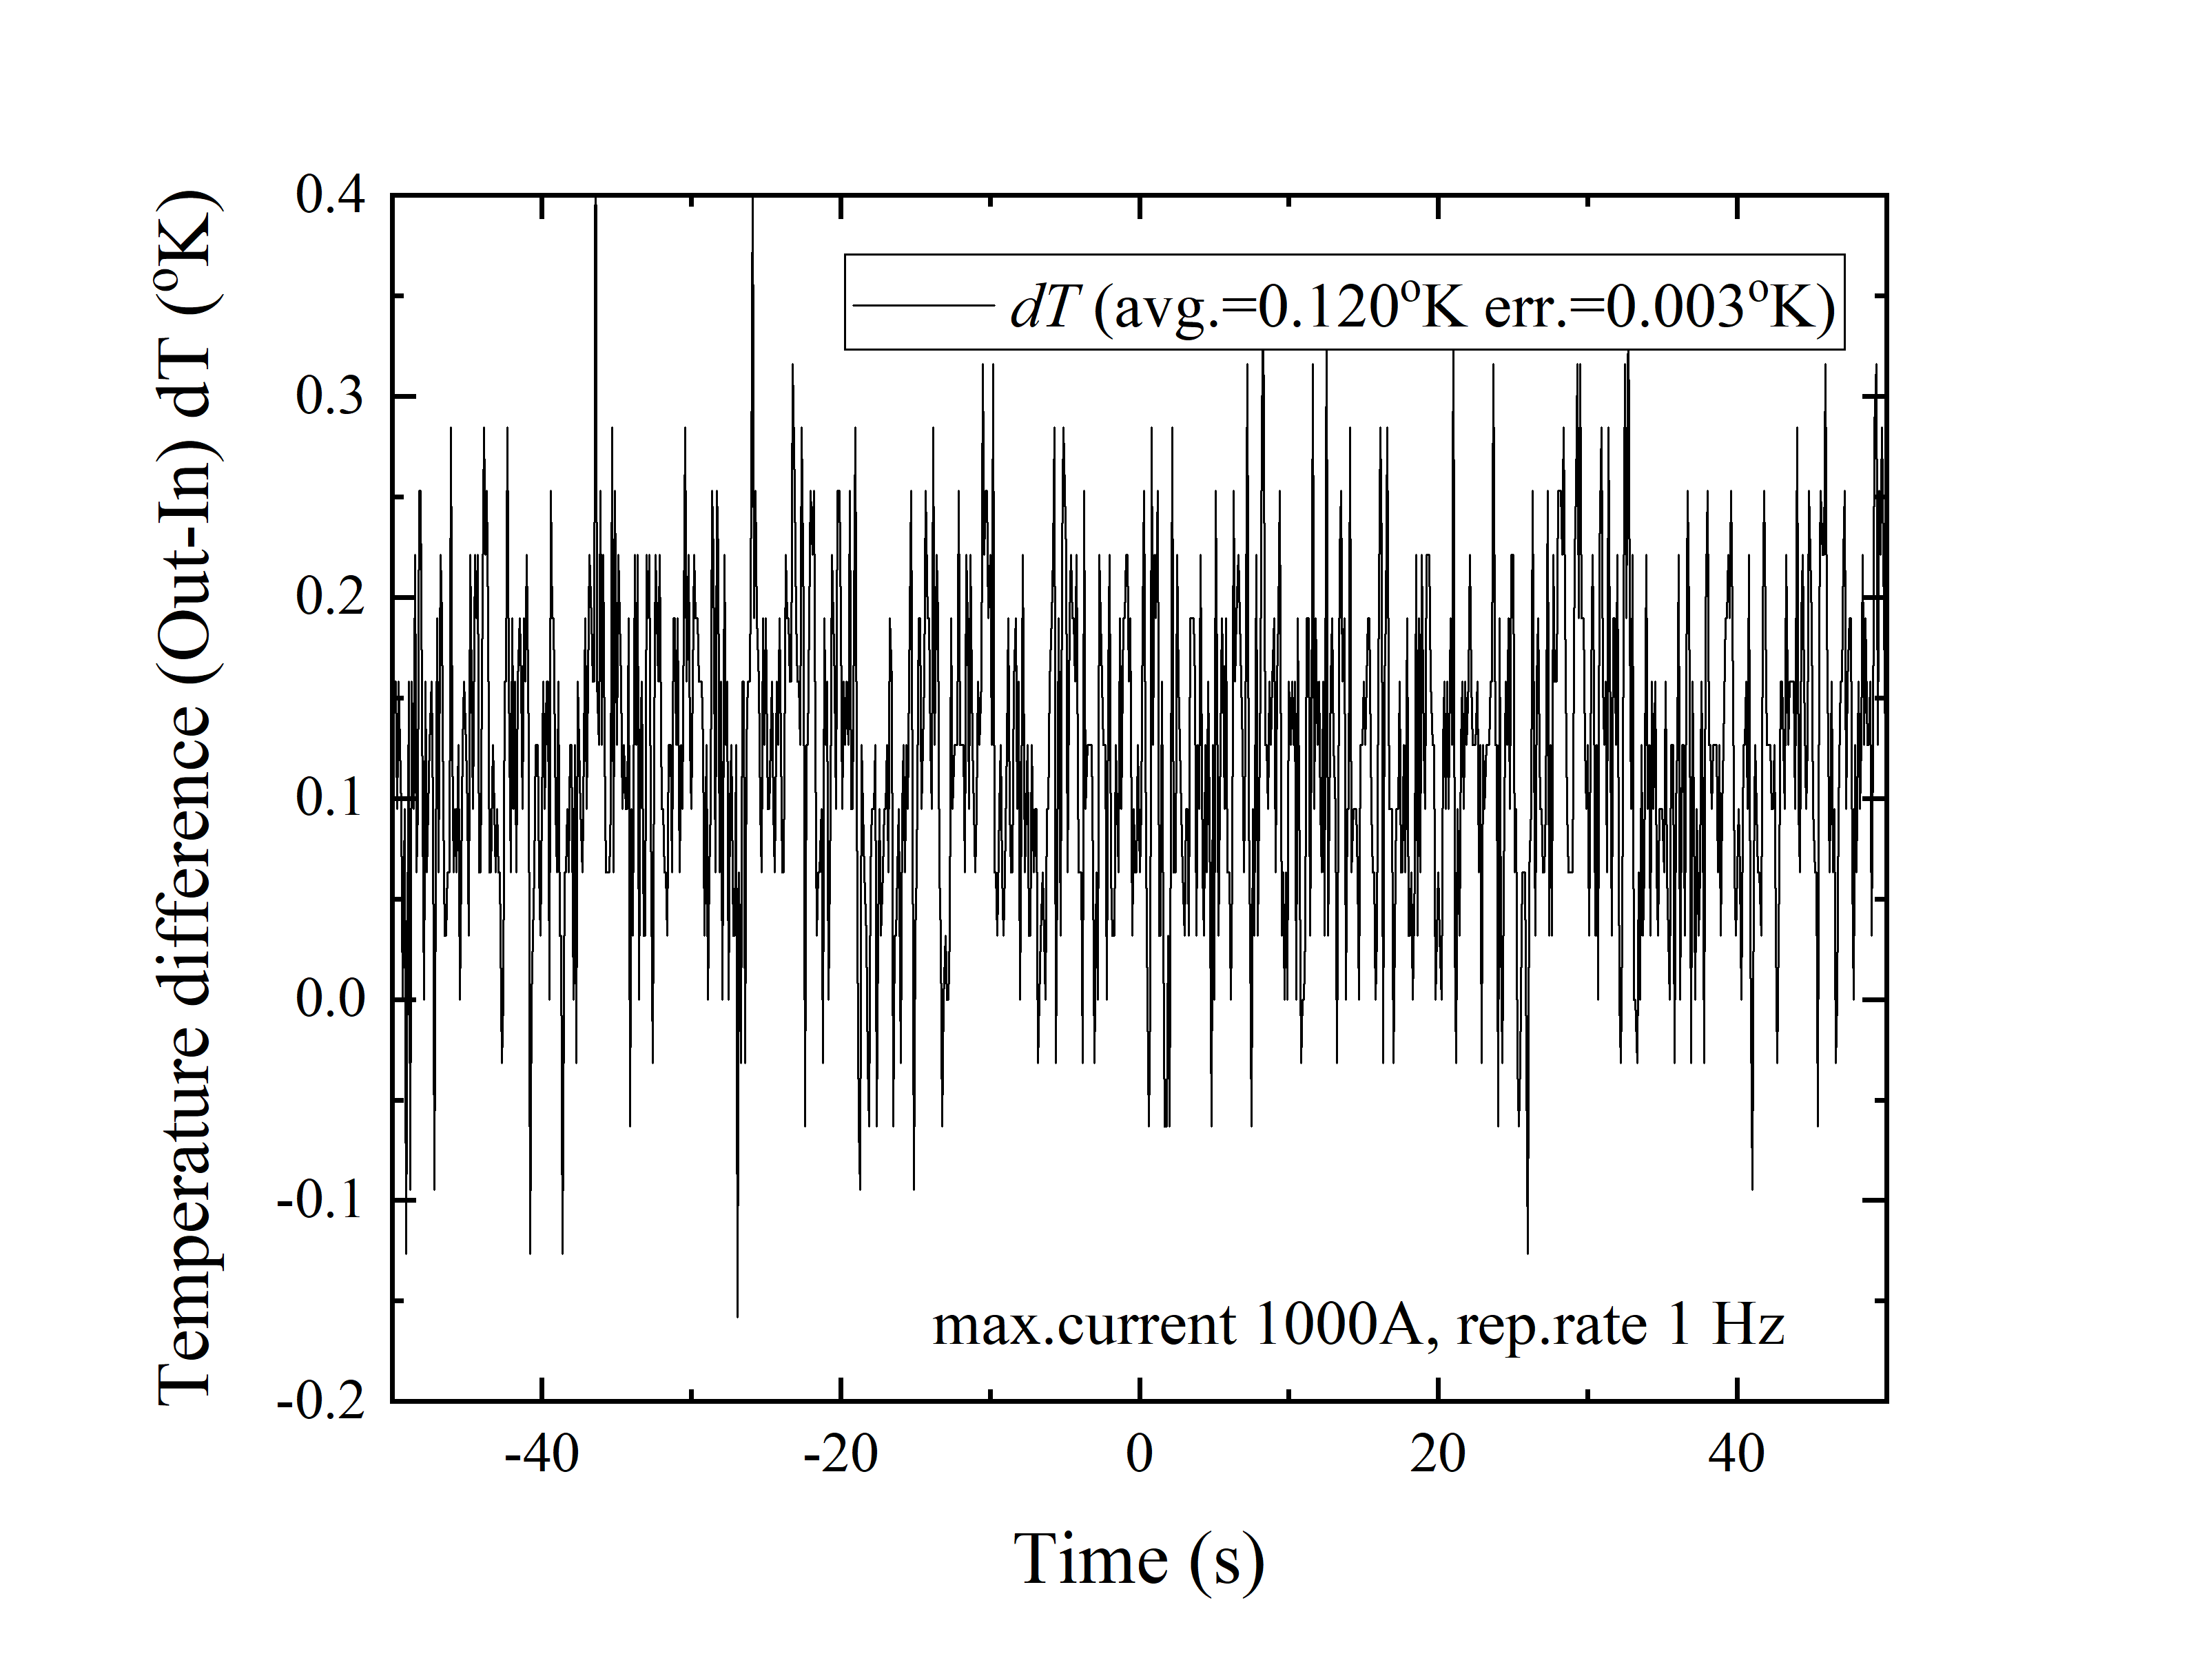 Temperature difference (Out-In) dT (ºK)
0.4
0.3
0.2
0.1
0.0
-0.1
-0.2
dT (avg.=0.120ºK err.=0.003ºK)
max.current 1000A, rep.rate 1 Hz
-40 -20 0 20 40
Time (s)